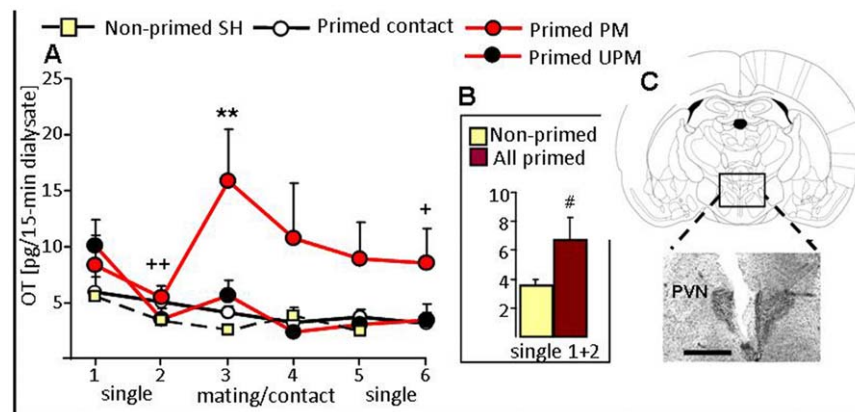 Non-primed SH
Primed contact
Primed PM
Primed UPM
A
OT [pg/15-min dialysate]
25
20
15
10
5
**
++
+
1 2 3 4 5 6
single mating/contact single
B
Non-primed
All primed
10
8
6
4
2
#
single 1+2
C
PVN